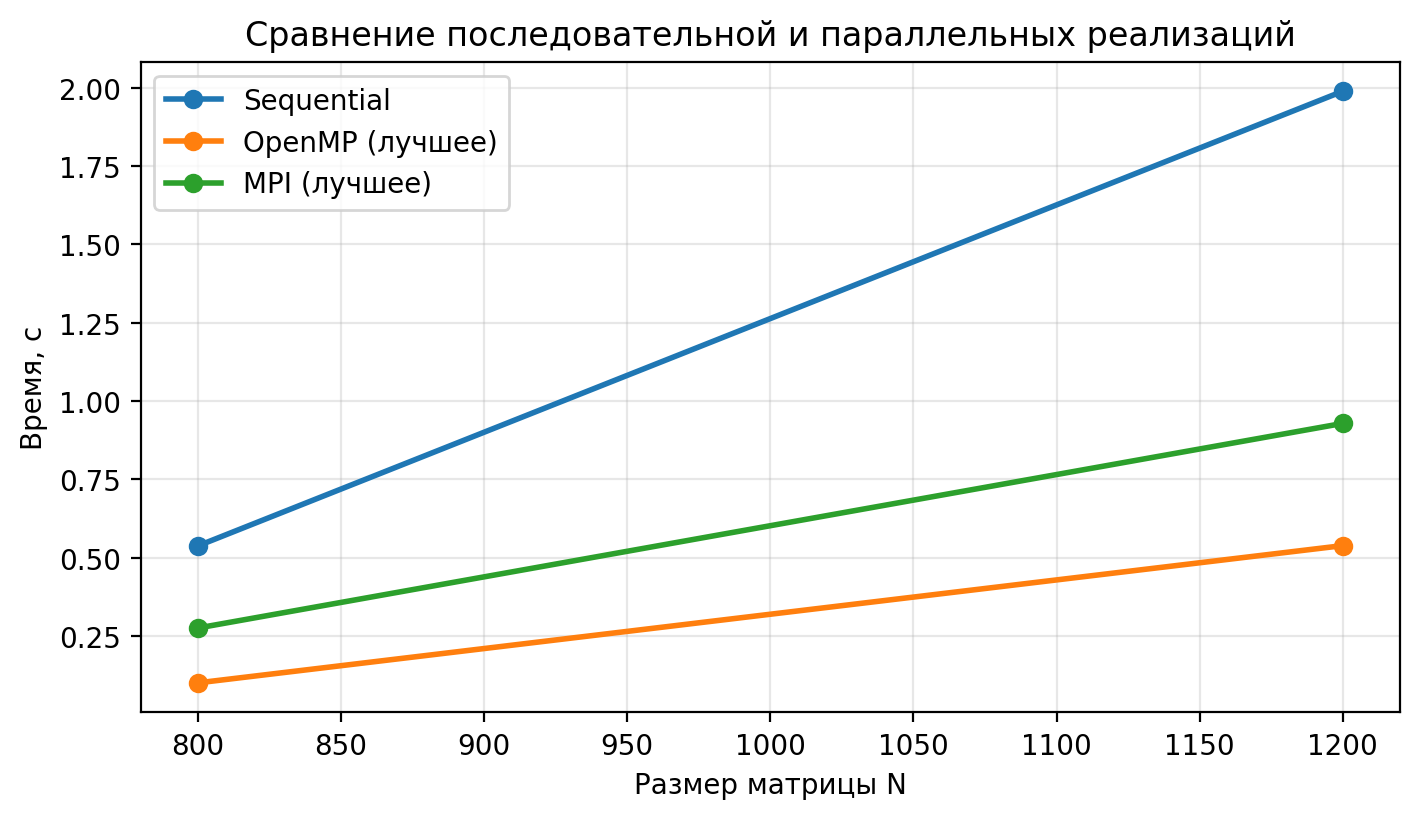 Сравнение последовательной и параллельных реализаций
Sequential
OpenMP (лучшее)
MPI (лучшее)
Время, с
2.00
1.75
1.50
1.25
1.00
0.75
0.50
0.25
800 850 900 950 1000 1050 1100 1150 1200
Размер матрицы N